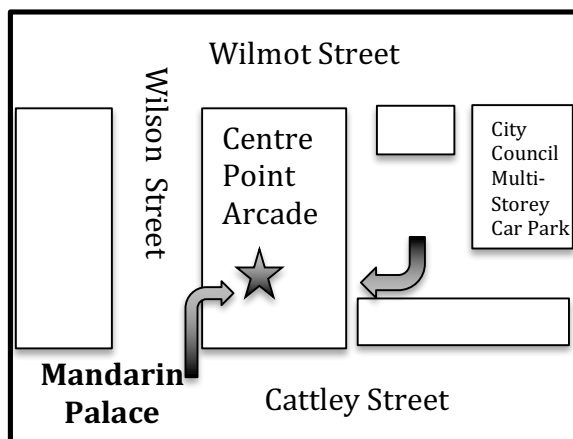 Wilmot Street
Wilson Street
Centre
Point
Arcade
City
Council
Multi-
Storey
Car Park
Mandarin
Palace
Cattley Street